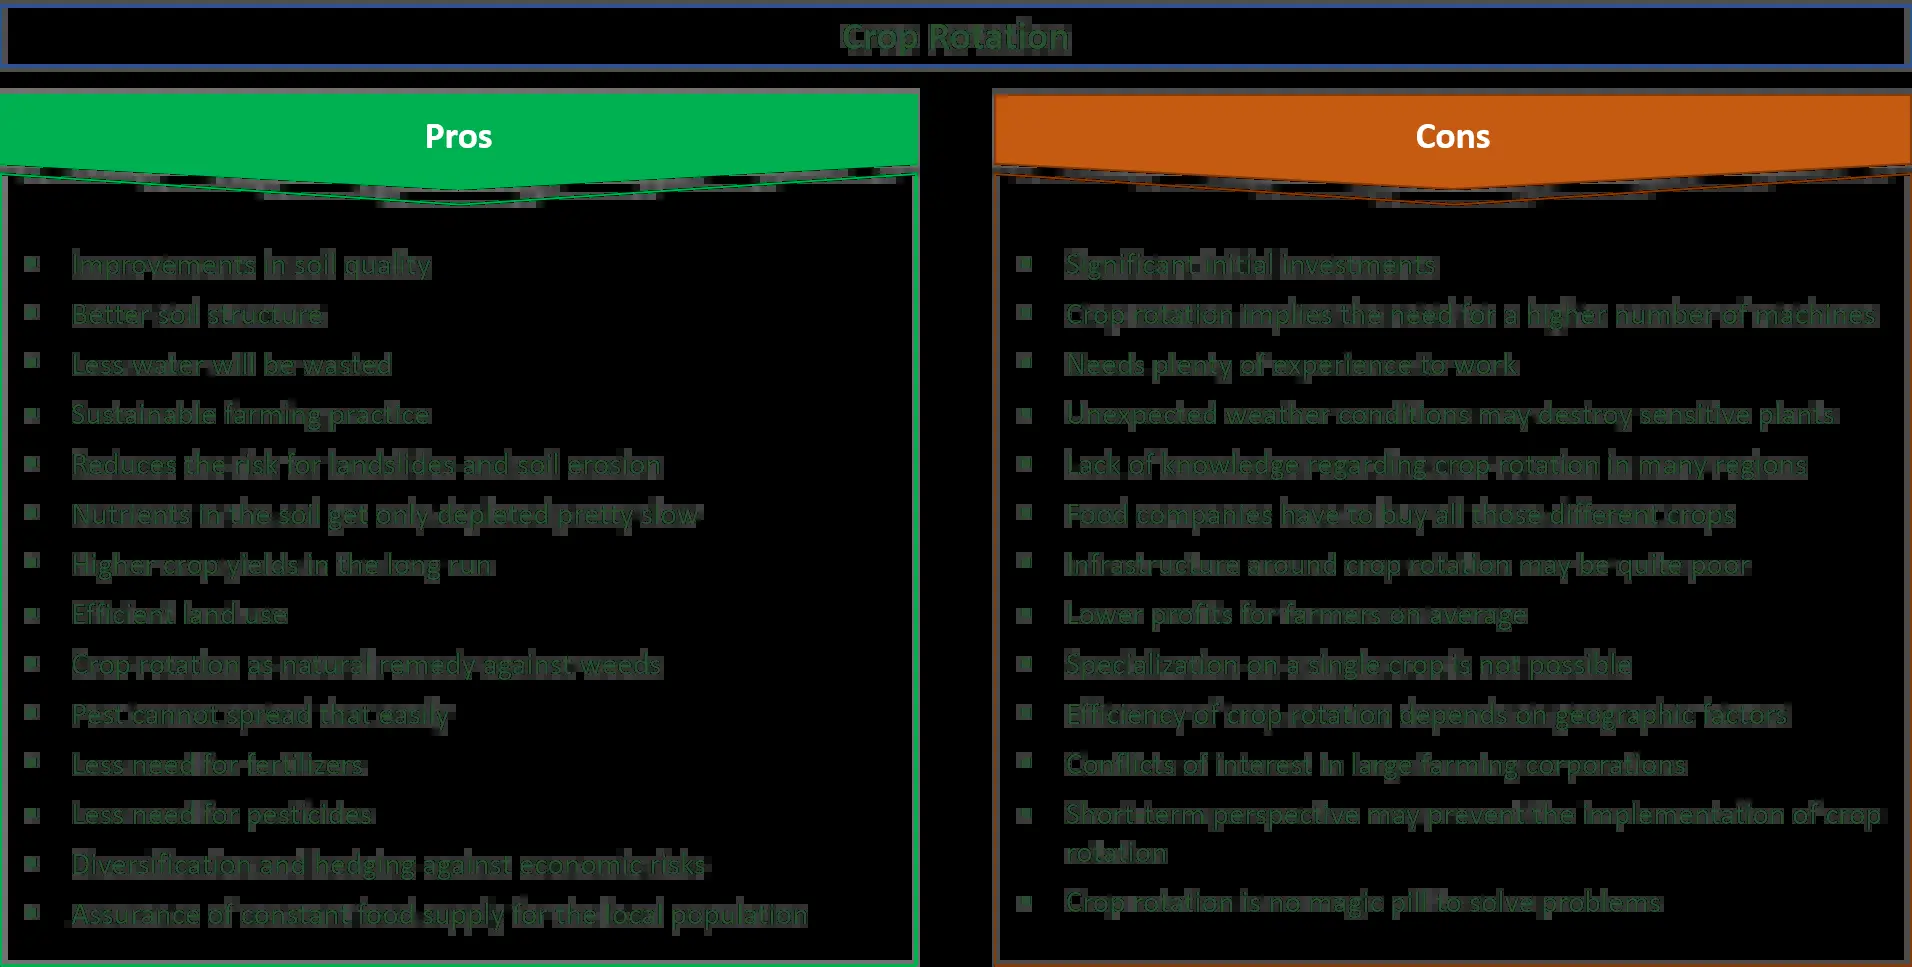 Crop Rotation
Pros
Improvements in soil quality
Better soil structure
Less water will be wasted
Sustainable farming practice
Reduces the risk for landslides and soil erosion
Nutrients in the soil get only depleted pretty slow
Higher crop yields in the long run
Efficient land use
Crop rotation as natural remedy against weeds
Pest cannot spread that easily
Less need for fertilizers
Less need for pesticides
Diversification and hedging against economic risks
Assurance of constant food supply for the local population
Cons
Significant initial investments
Crop rotation implies the need for a higher number of machines
Needs plenty of experience to work
Unexpected weather conditions may destroy sensitive plants
Lack of knowledge regarding crop rotation in many regions
Food companies have to buy all those different crops
Infrastructure around crop rotation may be quite poor
Lower profits for farmers on average
Specialization on a single crop is not possible
Efficiency of crop rotation depends on geographic factors
Conflicts of interest in large farming corporations
Short term perspective may prevent the implementation of crop
rotation
Crop rotation is no magic pill to solve problems